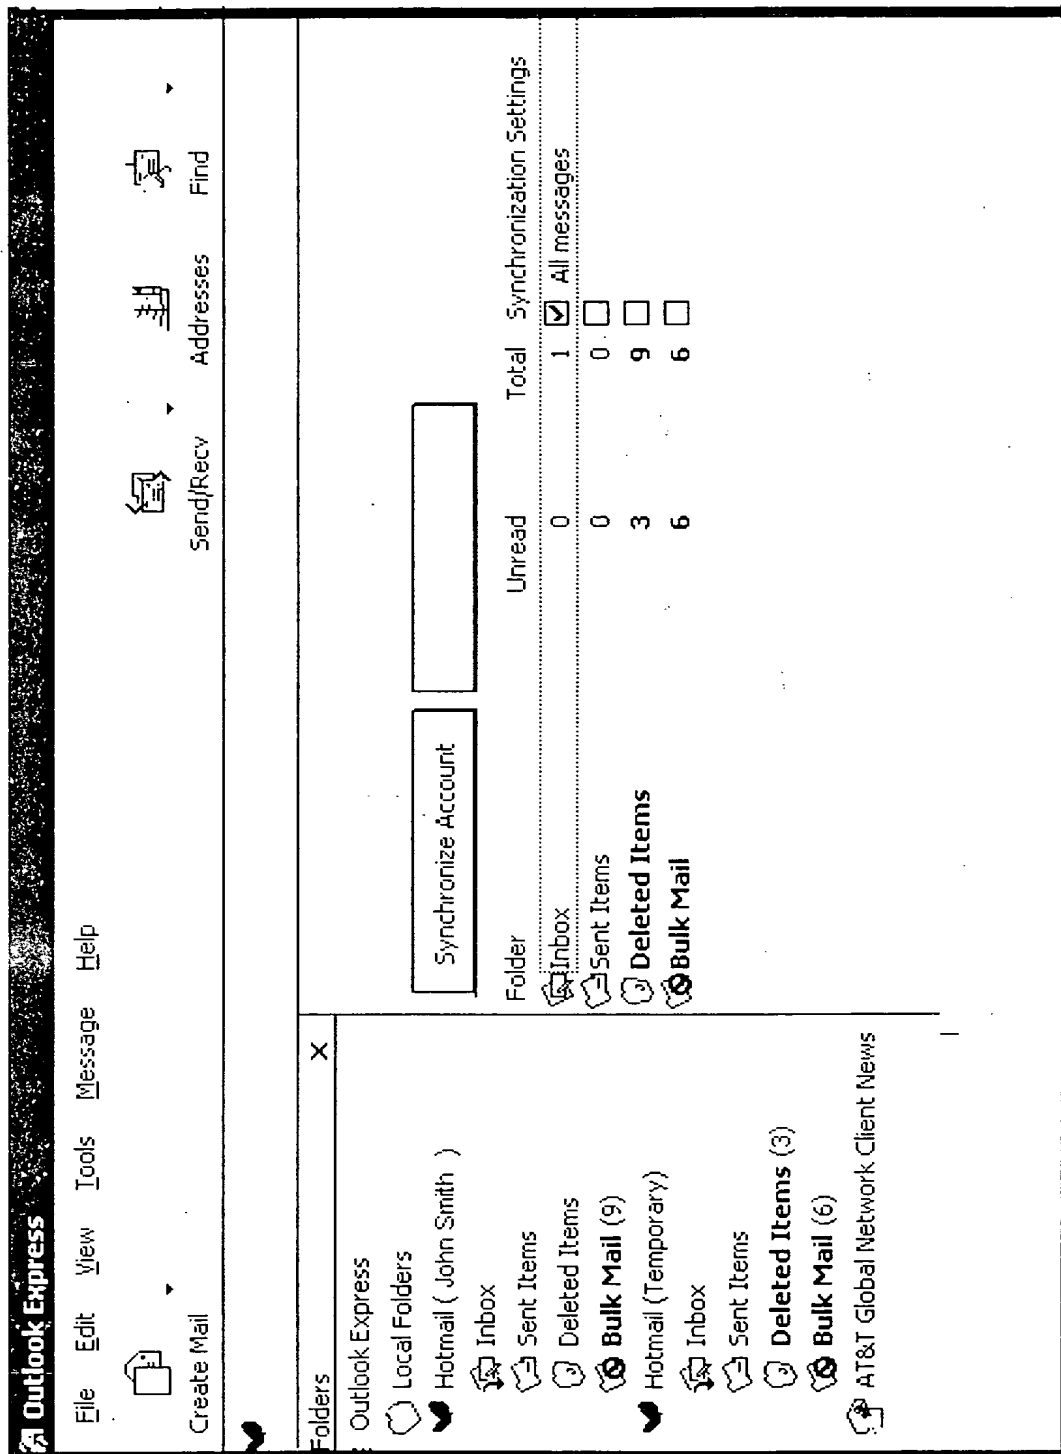 Outlook Express
File Edit View Tools Message Help
Create Mail Send/Recv Addresses Find
Folders X
Outlook Express
Local Folders
Hotmail ( John Smith )
Inbox
Sent Items
Deleted Items
Bulk Mail (9)
Hotmail (Temporary)
Inbox
Sent Items
Deleted Items (3)
Bulk Mail (6)
AT&T Global Network Client News
Synchronize Account
Folder Unread Total Synchronization Settings
Inbox 0 1 All messages
Sent Items 0 0
Deleted Items 3 9
Bulk Mail 6 6